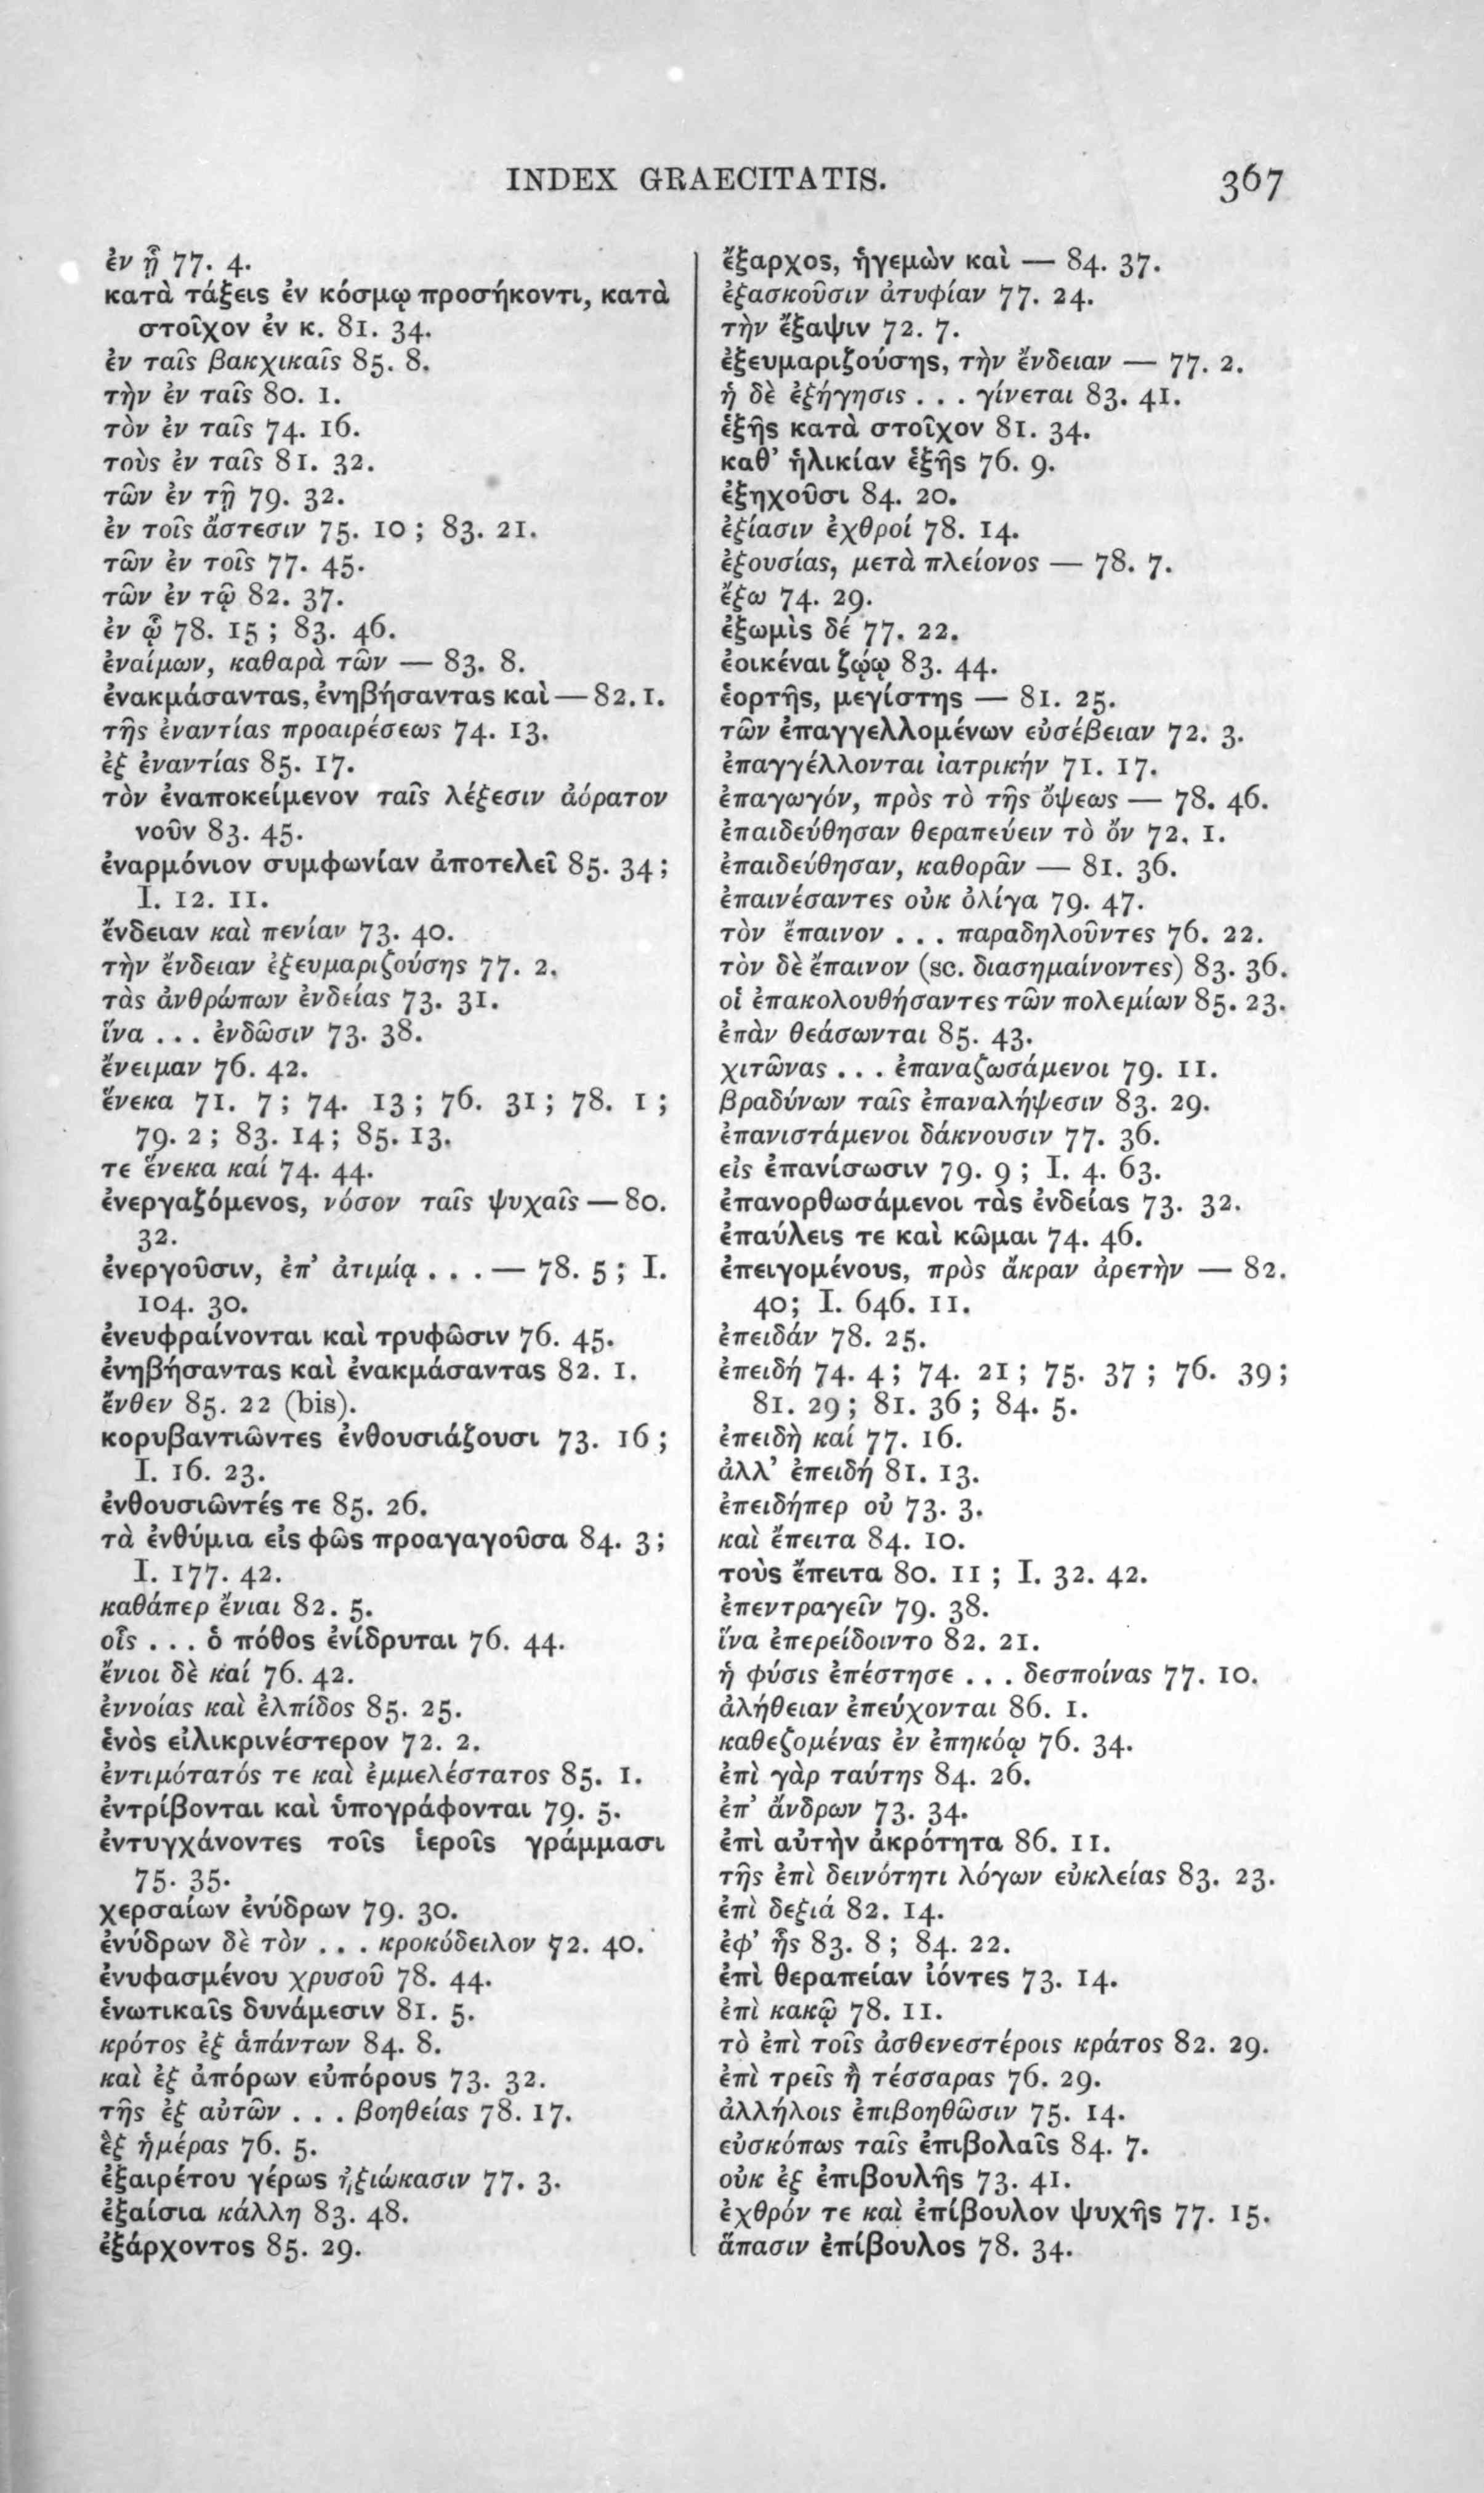 INDEX GRAECITATIS.
367
ἐν ᾗ 77. 4.
κατὰ τάξεις ἐν κόσμῳ προσήκοντι, κατὰ
στοῖχον ἐν κ. 81. 34.
ἐν ταῖς βακχικαῖς 85. 8.
τὴν ἐν ταῖς 80. 1.
τὸν ἐν ταῖς 74. 16.
τοὺς ἐν ταῖς 81. 32.
τῶν ἐν τῇ 79. 32.
ἐν τοῖς ἄστεσιν 75. 10 ; 83. 21.
τῶν ἐν τοῖς 77. 45.
τῶν ἐν τῷ 82. 37.
ἐν ᾧ 78. 15 ; 83. 46.
ἐναίμων, καθαρὰ τῶν — 83. 8.
ἐνακμάσαντας, ἐνηβήσαντας καὶ — 82. 1.
τῆς ἐναντίας προαιρέσεως 74. 13.
ἐξ ἐναντίας 85. 17.
τὸν ἐναποκείμενον ταῖς λέξεσιν ἀόρατον
νοῦν 83. 45.
ἐναρμόνιον συμφωνίαν ἀποτελεῖ 85. 34 ;
I. 12. 11.
ἔνδειαν καὶ πενίαν 73. 40.
τὴν ἔνδειαν ἐξευμαριζούσης 77. 2.
τὰς ἀνθρώπων ἐνδείας 73. 31.
ἵνα . . . ἐνδῶσιν 73. 38.
ἔνειμαν 76. 42.
ἕνεκα 71. 7 ; 74. 13 ; 76. 31 ; 78. 1 ;
79. 2 ; 83. 14 ; 85. 13.
τε ἕνεκα καί 74. 44.
ἐνεργαζόμενος, νόσον ταῖς ψυχαῖς — 80.
32.
ἐνεργοῦσιν, ἐπ’ ἀτιμίᾳ . . . — 78. 5 ; I.
104. 30.
ἐνευφραίνονται καὶ τρυφῶσιν 76. 45.
ἐνηβήσαντας καὶ ἐνακμάσαντας 82. 1.
ἔνθεν 85. 22 (bis).
κορυβαντιῶντες ἐνθουσιάζουσι 73. 16 ;
I. 16. 23.
ἐνθουσιῶντές τε 85. 26.
τὰ ἐνθύμια εἰς φῶς προαγαγοῦσα 84. 3 ;
I. 177. 42.
καθάπερ ἔνιαι 82. 5.
οἷς . . . ὁ πόθος ἐνίδρυται 76. 44.
ἔνιοι δὲ καί 76. 42.
ἐννοίας καὶ ἐλπίδος 85. 25.
ἑνὸς εἰλικρινέστερον 72. 2.
ἐντιμότατός τε καὶ ἐμμελέστατος 85. 1.
ἐντρίβονται καὶ ὑπογράφονται 79. 5.
ἐντυγχάνοντες τοῖς ἱεροῖς γράμμασι
75. 35.
χερσαίων ἐνύδρων 79. 30.
ἐνύδρων δὲ τὸν . . . κροκόδειλον 72. 40.
ἐνυφασμένου χρυσοῦ 78. 44.
ἑνωτικαῖς δυνάμεσιν 81. 5.
κρότος ἐξ ἁπάντων 84. 8.
καὶ ἐξ ἀπόρων εὐπόρους 73. 32.
τῆς ἐξ αὐτῶν . . . βοηθείας 78. 17.
ἐξ ἡμέρας 76. 5.
ἐξαιρέτου γέρως ἠξιώκασιν 77. 3.
ἐξαίσια κάλλη 83. 48.
ἐξάρχοντος 85. 29.
ἔξαρχος, ἡγεμὼν καὶ — 84. 37.
ἐξασκοῦσιν ἀτυφίαν 77. 24.
τὴν ἔξαψιν 72. 7.
ἐξευμαριζούσης, τὴν ἔνδειαν — 77. 2.
ἡ δὲ ἐξήγησις . . . γίνεται 83. 41.
ἑξῆς κατὰ στοῖχον 81. 34.
καθ’ ἡλικίαν ἑξῆς 76. 9.
ἐξηχοῦσι 84. 20.
ἐξίασιν ἐχθροί 78. 14.
ἐξουσίας, μετὰ πλείονος — 78. 7.
ἔξω 74. 29.
ἐξωμὶς δέ 77. 22.
ἐοικέναι ζῴῳ 83. 44.
ἑορτῆς, μεγίστης — 81. 25.
τῶν ἐπαγγελλομένων εὐσέβειαν 72. 3.
ἐπαγγέλλονται ἰατρικήν 71. 17.
ἐπαγωγόν, πρὸς τὸ τῆς ὄψεως — 78. 46.
ἐπαιδεύθησαν θεραπεύειν τὸ ὄν 72. 1.
ἐπαιδεύθησαν, καθορᾶν — 81. 36.
ἐπαινέσαντες οὐκ ὀλίγα 79. 47.
τὸν ἔπαινον . . . παραδηλοῦντες 76. 22.
τὸν δὲ ἔπαινον (sc. διασημαίνοντες) 83. 36.
οἱ ἐπακολουθήσαντες τῶν πολεμίων 85. 23.
ἐπὰν θεάσωνται 85. 43.
χιτῶνας . . . ἐπαναζωσάμενοι 79. 11.
βραδύνων ταῖς ἐπαναλήψεσιν 83. 29.
ἐπανιστάμενοι δάκνουσιν 77. 36.
εἰς ἐπανίσωσιν 79. 9 ; I. 4. 63.
ἐπανορθωσάμενοι τὰς ἐνδείας 73. 32.
ἐπαύλεις τε καὶ κῶμαι 74. 46.
ἐπειγομένους, πρὸς ἄκραν ἀρετὴν — 82.
40; I. 646. 11.
ἐπειδάν 78. 25.
ἐπειδή 74. 4 ; 74. 21 ; 75. 37 ; 76. 39 ;
81. 29 ; 81. 36 ; 84. 5.
ἐπειδὴ καί 77. 16.
ἀλλ’ ἐπειδή 81. 13.
ἐπειδήπερ οὐ 73. 3.
καὶ ἔπειτα 84. 10.
τοὺς ἔπειτα 80. 11 ; I. 32. 42.
ἐπεντραγεῖν 79. 38.
ἵνα ἐπερείδοιντο 82. 21.
ἡ φύσις ἐπέστησε . . . δεσποίνας 77. 10.
ἀλήθειαν ἐπεύχονται 86. 1.
καθεζομένας ἐν ἐπηκόῳ 76. 34.
ἐπὶ γὰρ ταύτης 84. 26.
ἐπ’ ἄνδρων 73. 34.
ἐπὶ αὐτὴν ἀκρότητα 86. 11.
τῆς ἐπὶ δεινότητι λόγων εὐκλείας 83. 23.
ἐπὶ δεξιά 82. 14.
ἐφ’ ἧς 83. 8 ; 84. 22.
ἐπὶ θεραπείαν ἰόντες 73. 14.
ἐπὶ κακῷ 78. 11.
τὸ ἐπὶ τοῖς ἀσθενεστέροις κράτος 82. 29.
ἐπὶ τρεῖς ἢ τέσσαρας 76. 29.
ἀλλήλοις ἐπιβοηθῶσιν 75. 14.
εὐσκόπως ταῖς ἐπιβολαῖς 84. 7.
οὐκ ἐξ ἐπιβουλῆς 73. 41.
ἐχθρόν τε καὶ ἐπίβουλον ψυχῆς 77. 15.
ἅπασιν ἐπίβουλος 78. 34.